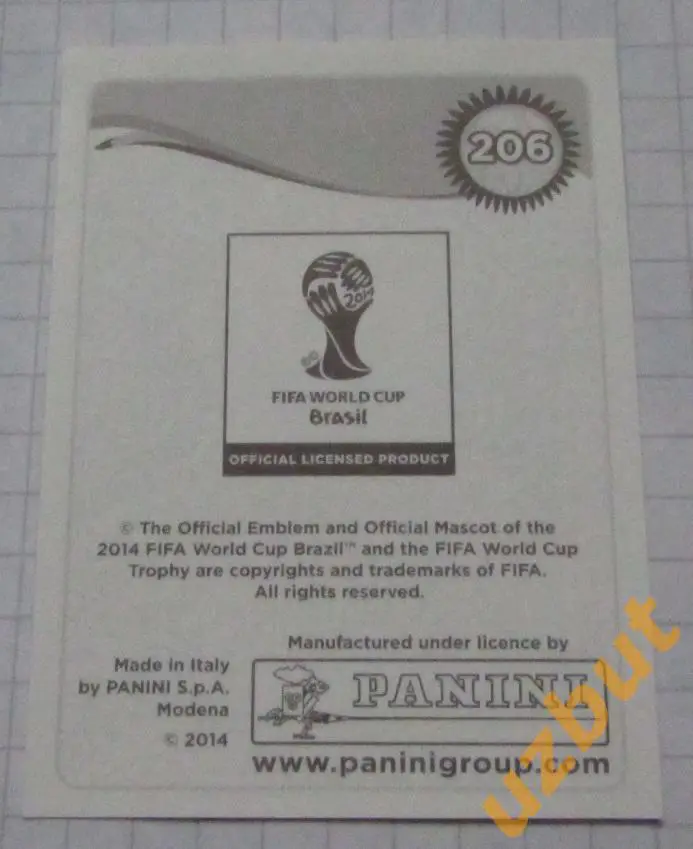 206
2014
FIFA WORLD CUP
Brasil
OFFICIAL LICENSED PRODUCT
© The Official Emblem and Official Mascot of the
2014 FIFA World Cup Brazil™ and the FIFA World Cup
Trophy are copyrights and trademarks of FIFA.
All rights reserved.
Manufactured under licence by
Made in Italy
by PANINI S.p.A.
Modena
© 2014
PANINI
www.paninigroup.com
uzbut